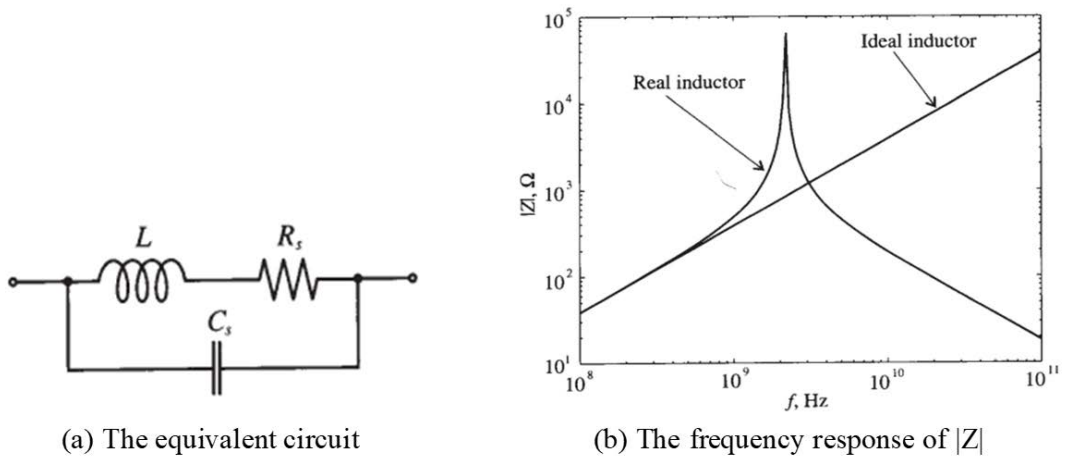 L
R_s
C_s
(a) The equivalent circuit
10^5
10^4
10^3
10^2
10^1
|Z|, Ω
Ideal inductor
Real inductor
10^8
10^9
10^10
10^11
f, Hz
(b) The frequency response of |Z|